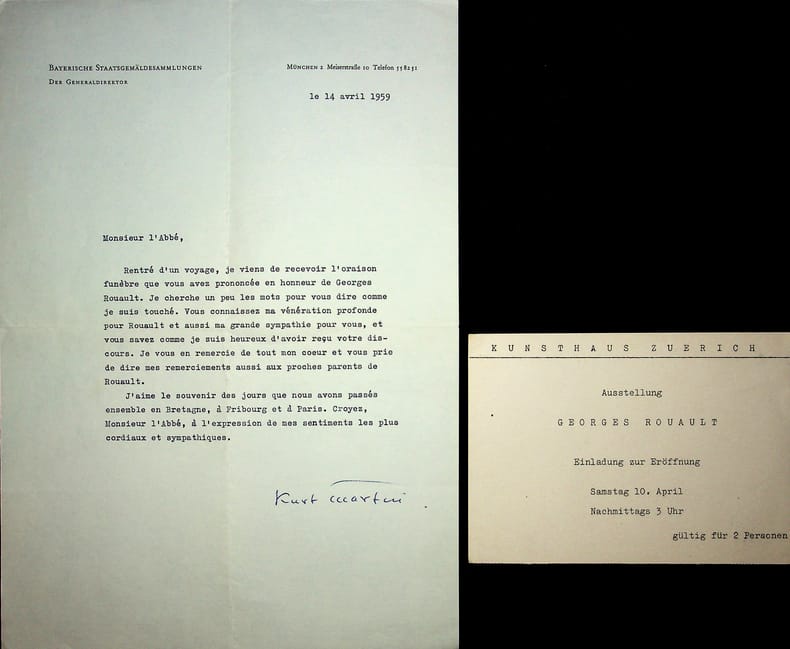 BAYERISCHE STAATSGEMÄLDESAMMLUNGEN
DER GENERALDIREKTOR
MÜNCHEN 2 Meiserstraße 10 Telefon 558251
le 14 avril 1959
Monsieur l'Abbé,
Rentré d'un voyage, je viens de recevoir l'oraison
funèbre que vous avez prononcée en honneur de Georges
Rouault. Je cherche un peu les mots pour vous dire comme
je suis touché. Vous connaissez ma vénération profonde
pour Rouault et aussi ma grande sympathie pour vous, et
vous savez comme je suis heureux d'avoir reçu votre dis-
cours. Je vous en remercie de tout mon coeur et vous prie
de dire mes remerciements aussi aux proches parents de
Rouault.
J'aime le souvenir des jours que nous avons passés
ensemble en Bretagne, à Fribourg et à Paris. Croyez,
Monsieur l'Abbé, à l'expression de mes sentiments les plus
cordiaux et sympathiques.
Kurt Martin
KUNSTHAUS ZUERICH
Ausstellung
GEORGES ROUAULT
Einladung zur Eröffnung
Samstag 10. April
Nachmittags 3 Uhr
gültig für 2 Personen